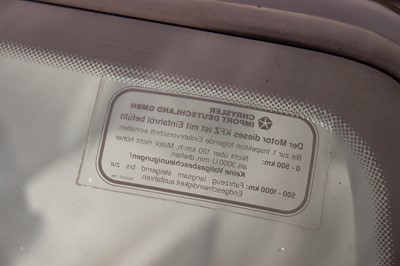 CHRYSLER
IMPORT DEUTSCHLAND GMBH
Der Motor dieses KFZ ist mit Einfahröl befüllt
Bis zur 1. Inspektion folgende Einfahrvorschrift einhalten:
0-500 km: Nicht über 120 km/h, Motor nicht höher
als 3000 U/min. drehen.
Keine Vollgasbeschleunigungen!
500-1000 km: Fahrzeug langsam steigernd bis zur
Endgeschwindigkeit ausfahren.